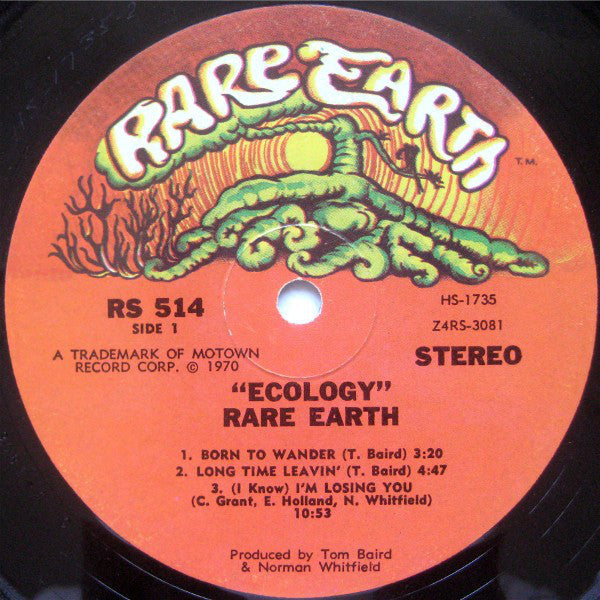 RARE EARTH
T.M.
RS 514
SIDE 1
HS-1735
Z4RS-3081
A TRADEMARK OF MOTOWN
RECORD CORP. © 1970
STEREO
"ECOLOGY"
RARE EARTH
1. BORN TO WANDER (T. Baird) 3:20
2. LONG TIME LEAVIN' (T. Baird) 4:47
3. (I Know) I'M LOSING YOU
(C. Grant, E. Holland, N. Whitfield)
10:53
Produced by Tom Baird
& Norman Whitfield